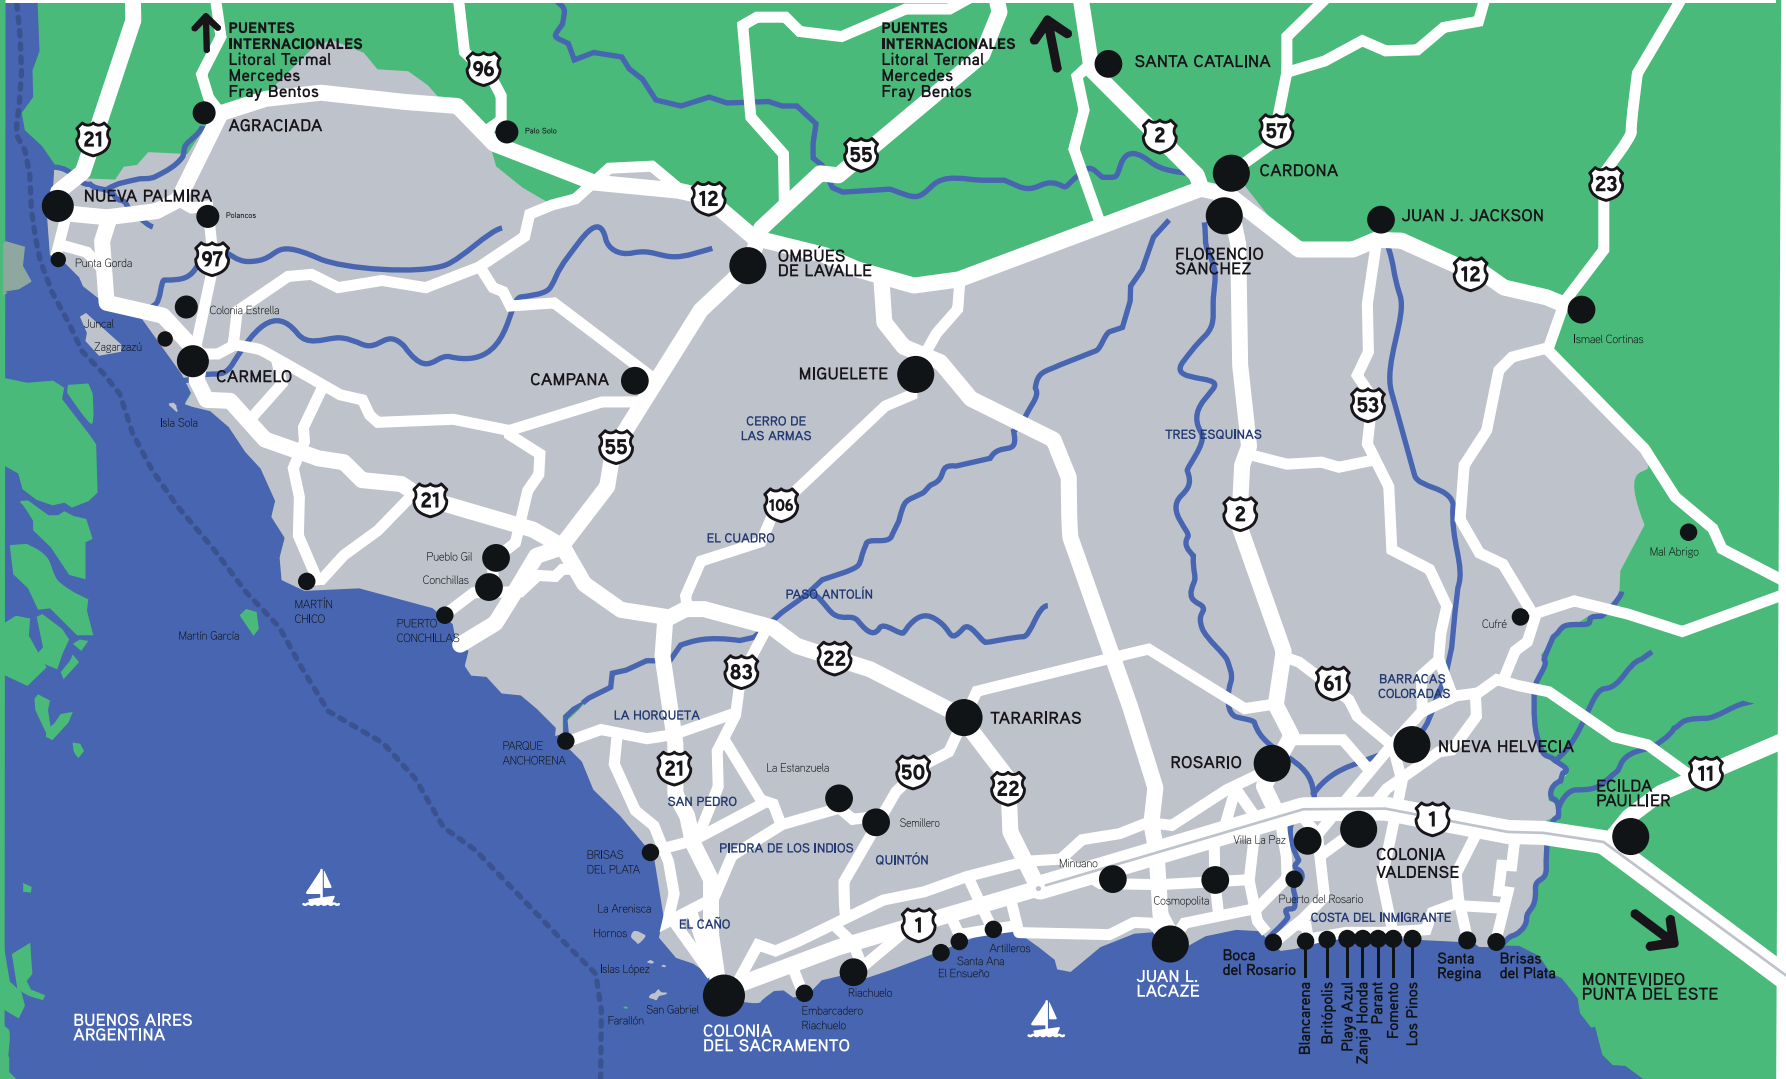 PUENTES
INTERNACIONALES
Litoral Termal
Mercedes
Fray Bentos
PUENTES
INTERNACIONALES
Litoral Termal
Mercedes
Fray Bentos
96
SANTA CATALINA
21
AGRACIADA
Palo Solo
55
2
57
CARDONA
23
NUEVA PALMIRA
Polancos
12
JUAN J. JACKSON
97
Punta Gorda
OMBÚES
DE LAVALLE
FLORENCIO
SÁNCHEZ
12
Colonia Estrella
Juncal
Zagarzazú
Ismael Cortinas
CARMELO
CAMPANA
MIGUELETE
53
Isla Sola
CERRO DE
LAS ARMAS
TRES ESQUINAS
55
21
106
2
EL CUADRO
Mal Abrigo
Pueblo Gil
Conchillas
PASO ANTOLÍN
MARTÍN
CHICO
PUERTO
CONCHILLAS
Martín García
Cufré
22
83
61
BARRACAS
COLORADAS
LA HORQUETA
TARARIRAS
PARQUE
ANCHORENA
NUEVA HELVECIA
ROSARIO
21
La Estanzuela
50
22
11
ECILDA
PAULLIER
SAN PEDRO
Semillero
1
Villa La Paz
PIEDRA DE LOS INDIOS
QUINTÓN
BRISAS
DEL PLATA
Minuano
COLONIA
VALDENSE
Cosmopolita
Puerto del Rosario
La Arenisca
Hornos
EL CAÑO
1
COSTA DEL INMIGRANTE
Artilleros
Santa Ana
El Ensueño
Islas López
JUAN L.
LACAZE
Boca
del Rosario
Santa
Regina
Brisas
del Plata
Blancarena
Britópolis
Playa Azul
Zanja Honda
Parant
Fomento
Los Pinos
MONTEVIDEO
PUNTA DEL ESTE
San Gabriel
Farallón
Riachuelo
Embarcadero
Riachuelo
BUENOS AIRES
ARGENTINA
COLONIA
DEL SACRAMENTO